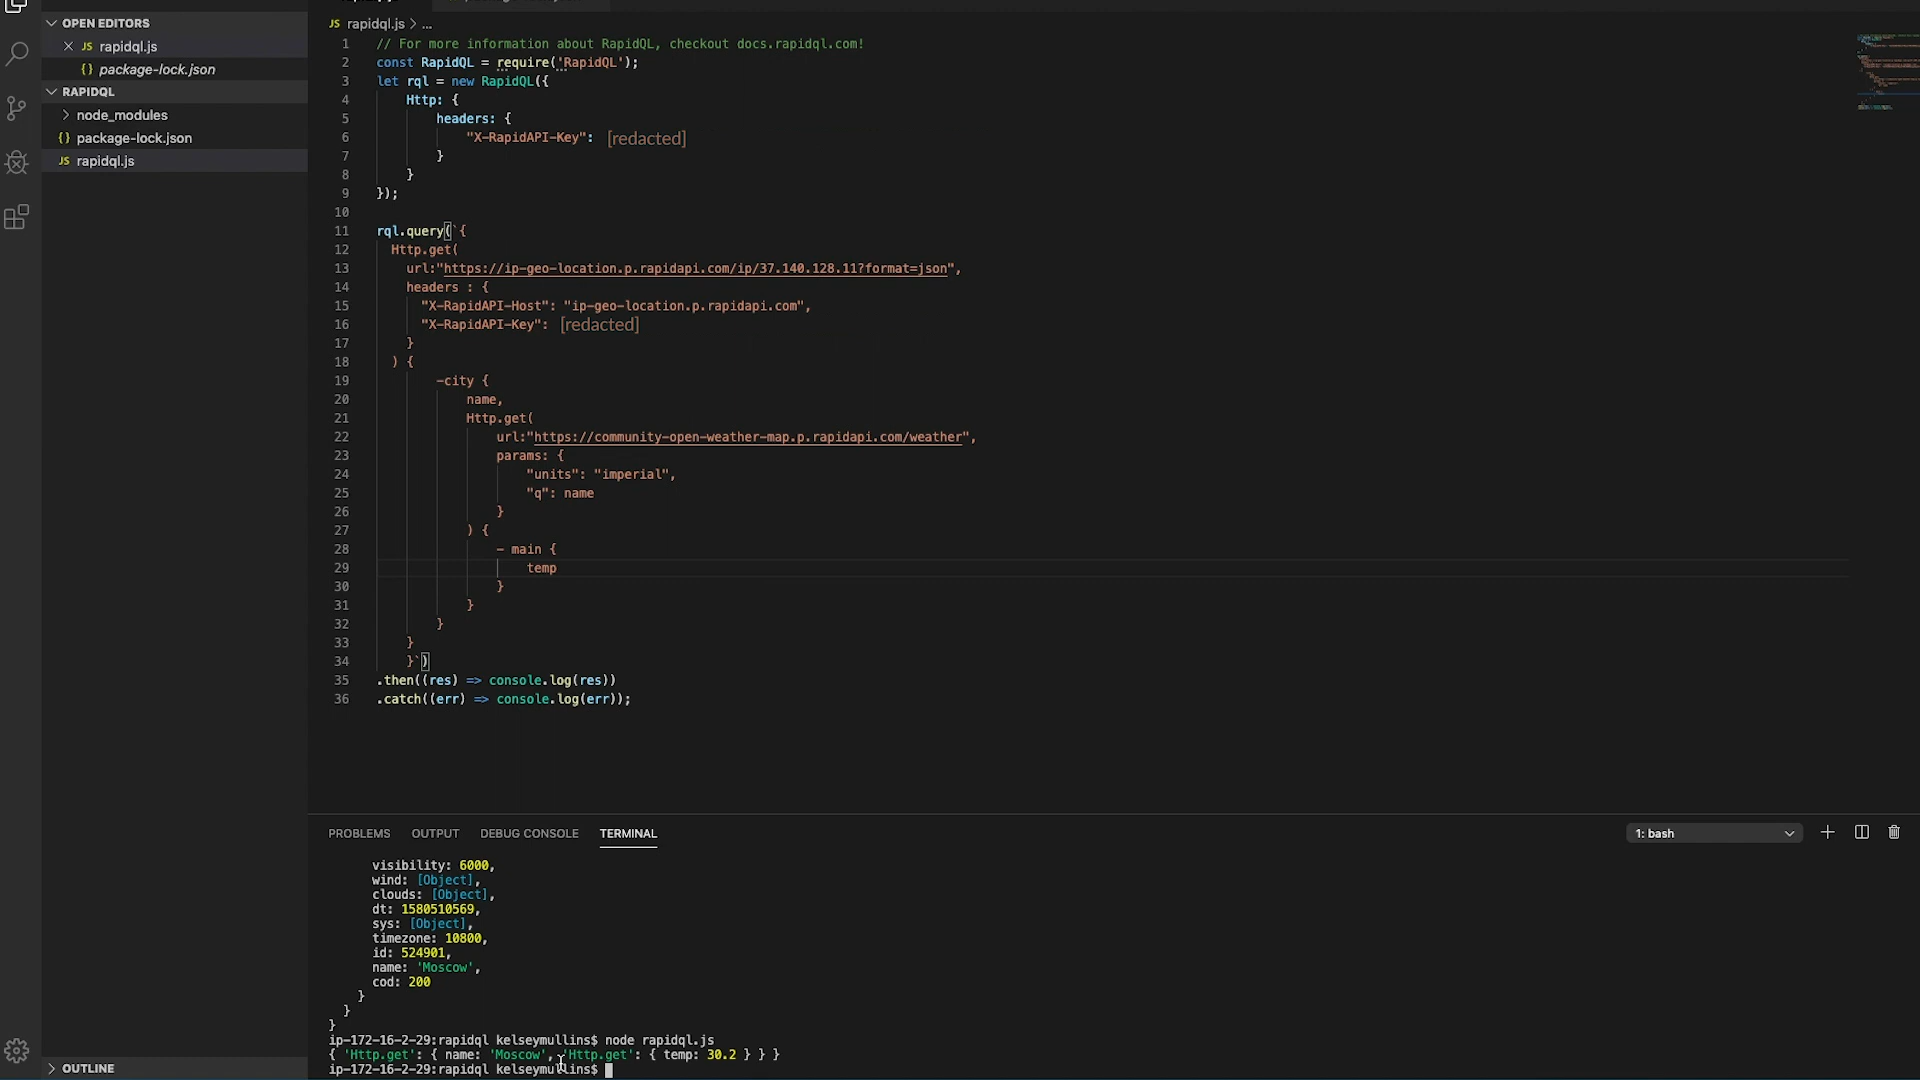 OPEN EDITORS
JS rapidql.js
{} package-lock.json
RAPIDQL
node_modules
{} package-lock.json
JS rapidql.js
JS rapidql.js > ...
1 // For more information about RapidQL, checkout docs.rapidql.com!
2 const RapidQL = require('RapidQL');
3 let rql = new RapidQL({
4 Http: {
5 headers: {
6 "X-RapidAPI-Key": [redacted]
7 }
8 }
9 });
10
11 rql.query(`{
12 Http.get(
13 url:"https://ip-geo-location.p.rapidapi.com/ip/37.140.128.11?format=json",
14 headers : {
15 "X-RapidAPI-Host": "ip-geo-location.p.rapidapi.com",
16 "X-RapidAPI-Key": [redacted]
17 }
18 ) {
19 -city {
20 name,
21 Http.get(
22 url:"https://community-open-weather-map.p.rapidapi.com/weather",
23 params: {
24 "units": "imperial",
25 "q": name
26 }
27 ) {
28 - main {
29 temp
30 }
31 }
32 }
33 }
34 }`)
35 .then((res) => console.log(res))
36 .catch((err) => console.log(err));
PROBLEMS OUTPUT DEBUG CONSOLE TERMINAL 1: bash
visibility: 6000,
wind: [Object],
clouds: [Object],
dt: 1580510569,
sys: [Object],
timezone: 10800,
id: 524901,
name: 'Moscow',
cod: 200
}
}
}
ip-172-16-2-29:rapidql kelseymullins$ node rapidql.js
{ 'Http.get': { name: 'Moscow', 'Http.get': { temp: 30.2 } } }
ip-172-16-2-29:rapidql kelseymullins$
OUTLINE